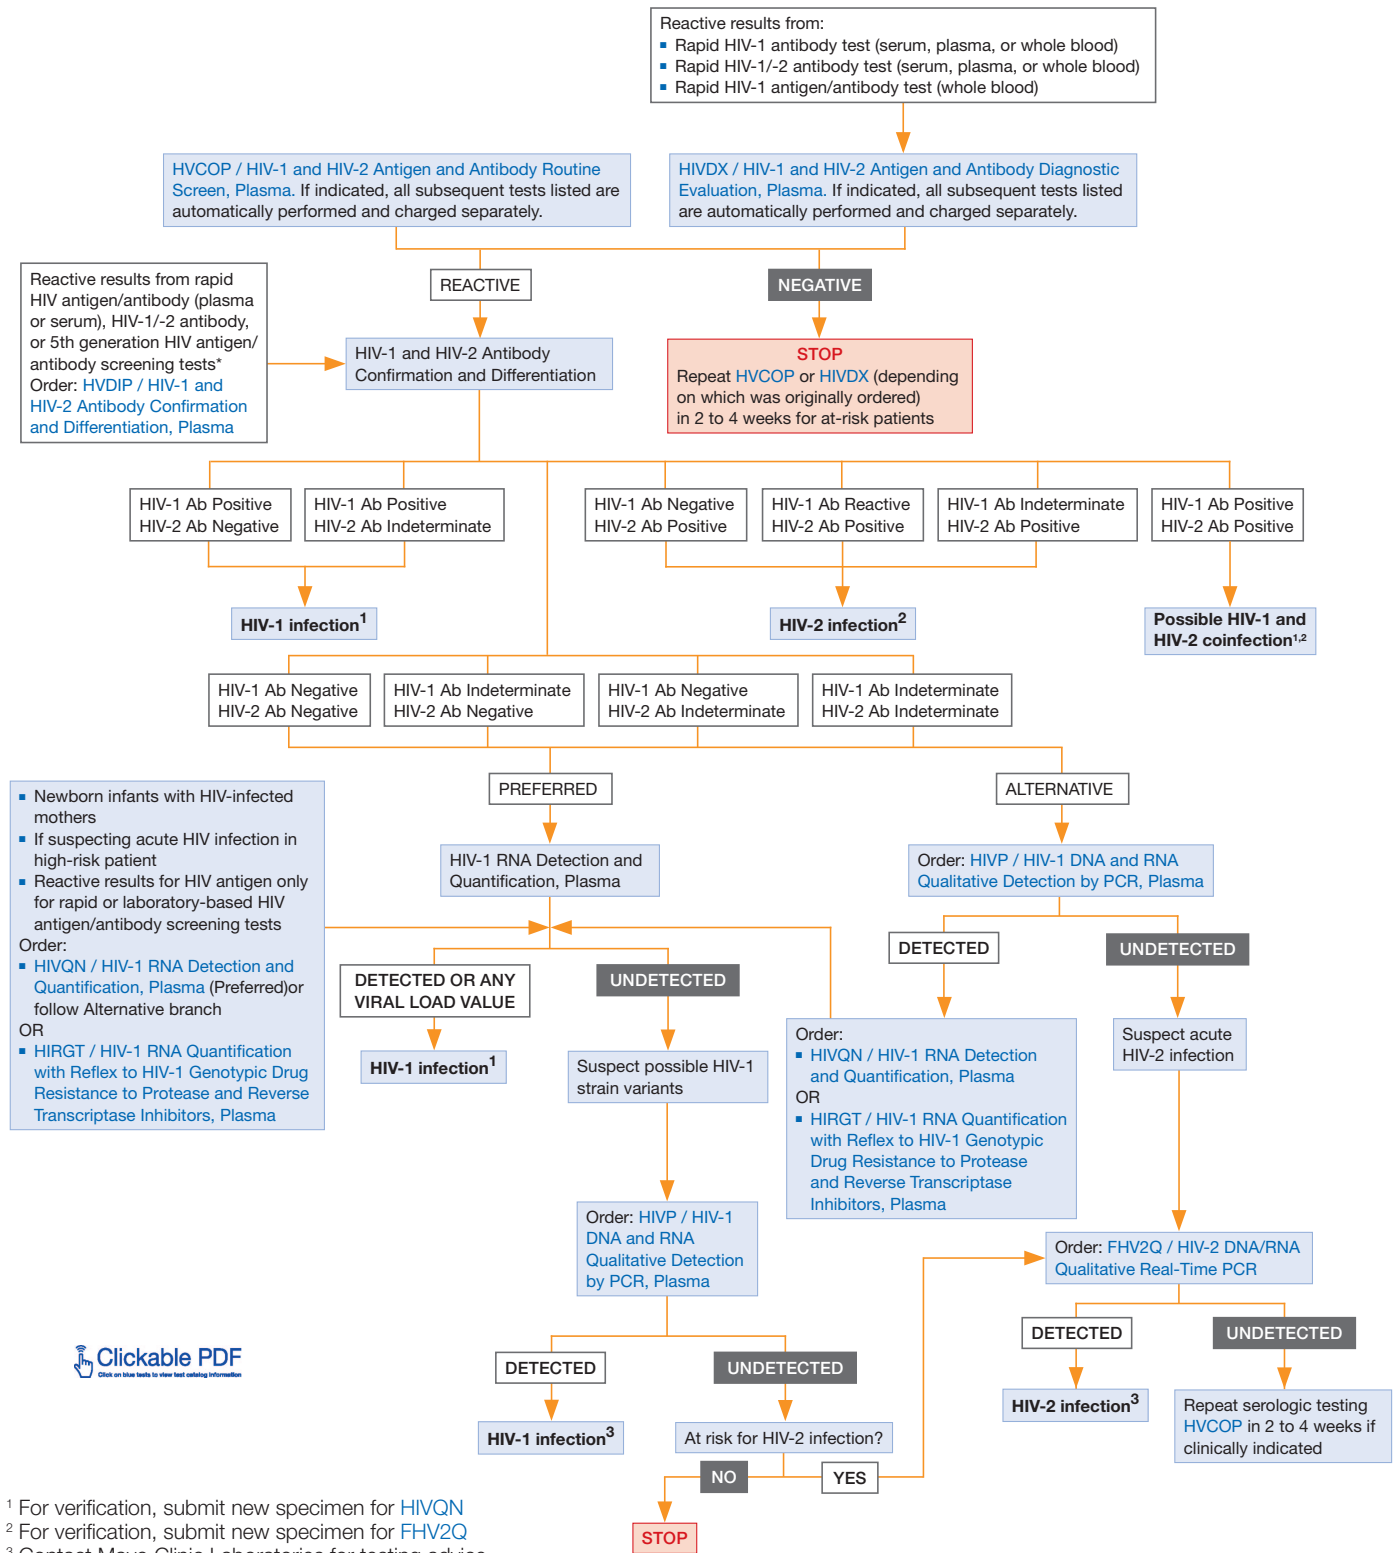 Reactive results from:
▪ Rapid HIV-1 antibody test (serum, plasma, or whole blood)
▪ Rapid HIV-1/-2 antibody test (serum, plasma, or whole blood)
▪ Rapid HIV-1 antigen/antibody test (whole blood)
HVCOP / HIV-1 and HIV-2 Antigen and Antibody Routine
Screen, Plasma. If indicated, all subsequent tests listed are
automatically performed and charged separately.
HIVDX / HIV-1 and HIV-2 Antigen and Antibody Diagnostic
Evaluation, Plasma. If indicated, all subsequent tests listed
are automatically performed and charged separately.
Reactive results from rapid
HIV antigen/antibody (plasma
or serum), HIV-1/-2 antibody,
or 5th generation HIV antigen/
antibody screening tests*
Order: HVDIP / HIV-1 and
HIV-2 Antibody Confirmation
and Differentiation, Plasma
REACTIVE
NEGATIVE
HIV-1 and HIV-2 Antibody
Confirmation and Differentiation
STOP
Repeat HVCOP or HIVDX (depending
on which was originally ordered)
in 2 to 4 weeks for at-risk patients
HIV-1 Ab Positive
HIV-2 Ab Negative
HIV-1 Ab Positive
HIV-2 Ab Indeterminate
HIV-1 Ab Negative
HIV-2 Ab Positive
HIV-1 Ab Reactive
HIV-2 Ab Positive
HIV-1 Ab Indeterminate
HIV-2 Ab Positive
HIV-1 Ab Positive
HIV-2 Ab Positive
HIV-1 infection¹
HIV-2 infection²
Possible HIV-1 and
HIV-2 coinfection¹,²
HIV-1 Ab Negative
HIV-2 Ab Negative
HIV-1 Ab Indeterminate
HIV-2 Ab Negative
HIV-1 Ab Negative
HIV-2 Ab Indeterminate
HIV-1 Ab Indeterminate
HIV-2 Ab Indeterminate
PREFERRED
ALTERNATIVE
▪ Newborn infants with HIV-infected
mothers
▪ If suspecting acute HIV infection in
high-risk patient
▪ Reactive results for HIV antigen only
for rapid or laboratory-based HIV
antigen/antibody screening tests
Order:
▪ HIVQN / HIV-1 RNA Detection and
Quantification, Plasma (Preferred)or
follow Alternative branch
OR
▪ HIRGT / HIV-1 RNA Quantification
with Reflex to HIV-1 Genotypic Drug
Resistance to Protease and Reverse
Transcriptase Inhibitors, Plasma
HIV-1 RNA Detection and
Quantification, Plasma
Order: HIVP / HIV-1 DNA and RNA
Qualitative Detection by PCR, Plasma
DETECTED OR ANY
VIRAL LOAD VALUE
UNDETECTED
DETECTED
UNDETECTED
HIV-1 infection¹
Suspect possible HIV-1
strain variants
Order:
▪ HIVQN / HIV-1 RNA Detection
and Quantification, Plasma
OR
▪ HIRGT / HIV-1 RNA Quantification
with Reflex to HIV-1 Genotypic
Drug Resistance to Protease
and Reverse Transcriptase
Inhibitors, Plasma
Suspect acute
HIV-2 infection
Order: HIVP / HIV-1
DNA and RNA
Qualitative Detection
by PCR, Plasma
Order: FHV2Q / HIV-2 DNA/RNA
Qualitative Real-Time PCR
DETECTED
UNDETECTED
DETECTED
UNDETECTED
HIV-1 infection³
At risk for HIV-2 infection?
HIV-2 infection³
Repeat serologic testing
HVCOP in 2 to 4 weeks if
clinically indicated
NO
YES
STOP
Clickable PDF
Click on blue tests to view test catalog information
¹ For verification, submit new specimen for HIVQN
² For verification, submit new specimen for FHV2Q
³ Contact Mayo Clinic Laboratories for testing advice